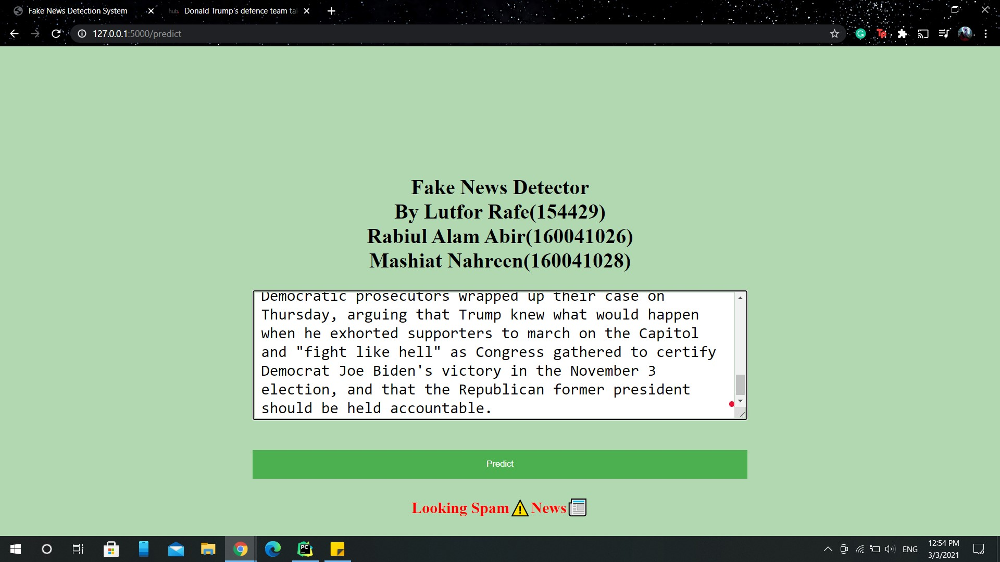 Fake News Detection System
hub. Donald Trump's defence team ta
127.0.0.1:5000/predict
Fake News Detector
By Lutfor Rafe(154429)
Rabiul Alam Abir(160041026)
Mashiat Nahreen(160041028)
Democratic prosecutors wrapped up their case on
Thursday, arguing that Trump knew what would happen
when he exhorted supporters to march on the Capitol
and "fight like hell" as Congress gathered to certify
Democrat Joe Biden's victory in the November 3
election, and that the Republican former president
should be held accountable.
Predict
Looking Spam⚠News📰
PC
ENG
12:54 PM
3/3/2021